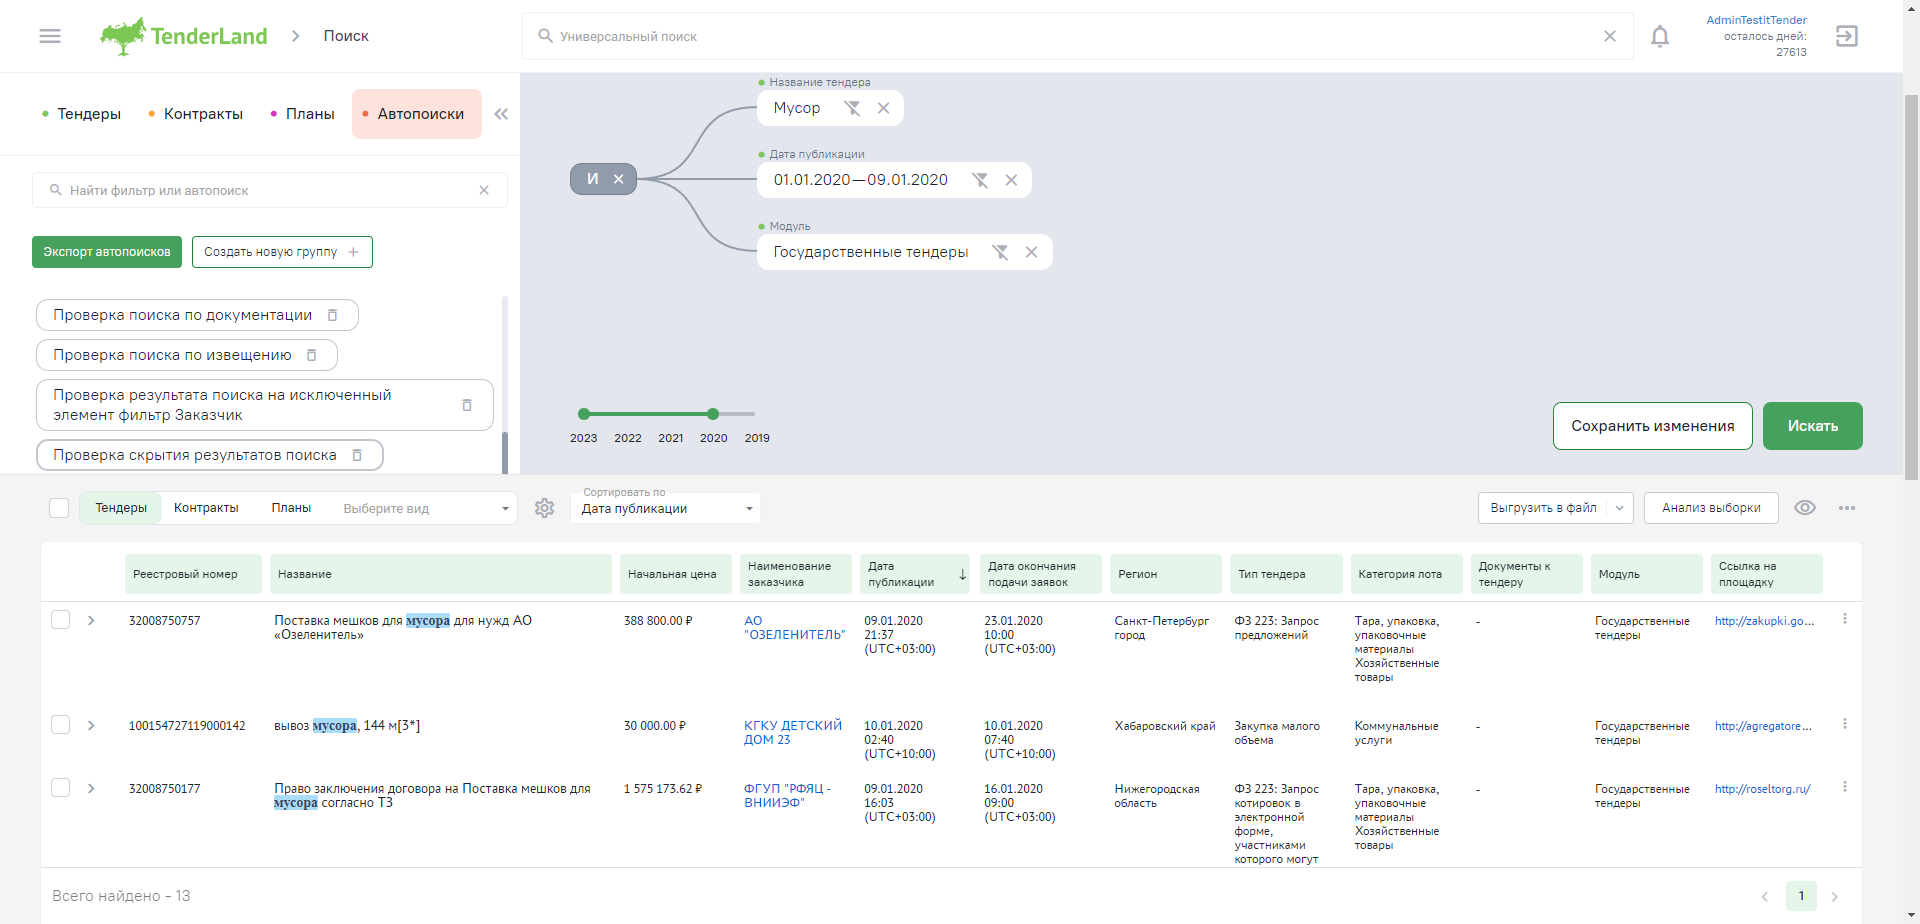 TenderLand
Поиск
Универсальный поиск
AdminTestitTender
осталось дней:
27613
Тендеры
Контракты
Планы
Автопоиски
Найти фильтр или автопоиск
Экспорт автопоисков
Создать новую группу +
Проверка поиска по документации
Проверка поиска по извещению
Проверка результата поиска на исключенный
элемент фильтр Заказчик
Проверка скрытия результатов поиска
Название тендера
Мусор
Дата публикации
И
01.01.2020—09.01.2020
Модуль
Государственные тендеры
2023 2022 2021 2020 2019
Сохранить изменения
Искать
Тендеры Контракты Планы Выберите вид
Сортировать по
Дата публикации
Выгрузить в файл
Анализ выборки
Реестровый номер
Название
Начальная цена
Наименование
заказчика
Дата
публикации
Дата окончания
подачи заявок
Регион
Тип тендера
Категория лота
Документы к
тендеру
Модуль
Ссылка на
площадку
32008750757
Поставка мешков для мусора для нужд АО
«Озеленитель»
388 800.00 ₽
АО
"ОЗЕЛЕНИТЕЛЬ"
09.01.2020
21:37
(UTC+03:00)
23.01.2020
10:00
(UTC+03:00)
Санкт-Петербург
город
ФЗ 223: Запрос
предложений
Тара, упаковка,
упаковочные
материалы
Хозяйственные
товары
-
Государственные
тендеры
http://zakupki.go...
100154727119000142
вывоз мусора, 144 м[3*]
30 000.00 ₽
КГКУ ДЕТСКИЙ
ДОМ 23
10.01.2020
02:40
(UTC+10:00)
10.01.2020
07:40
(UTC+10:00)
Хабаровский край
Закупка малого
объема
Коммунальные
услуги
-
Государственные
тендеры
http://agregatore...
32008750177
Право заключения договора на Поставка мешков для
мусора согласно ТЗ
1 575 173.62 ₽
ФГУП "РФЯЦ -
ВНИИЭФ"
09.01.2020
16:03
(UTC+03:00)
16.01.2020
09:00
(UTC+03:00)
Нижегородская
область
ФЗ 223: Запрос
котировок в
электронной
форме,
участниками
которого могут
Тара, упаковка,
упаковочные
материалы
Хозяйственные
товары
-
Государственные
тендеры
http://roseltorg.ru/
Всего найдено - 13
1